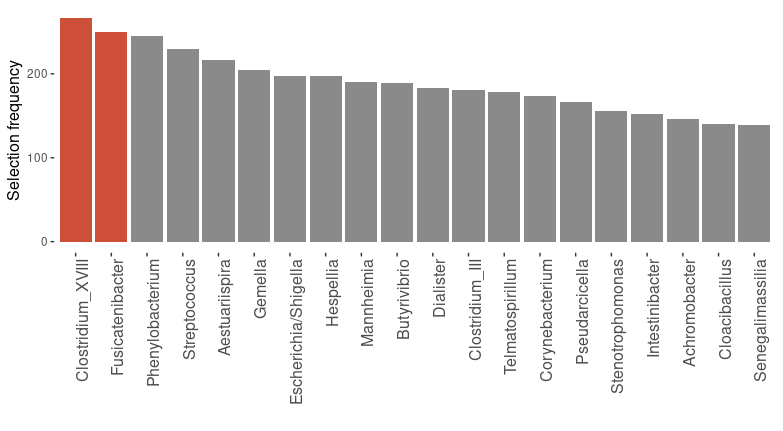 Selection frequency
200
100
0
Clostridium_XVIII
Fusicatenibacter
Phenylobacterium
Streptococcus
Aestuariispira
Gemella
Escherichia/Shigella
Hespellia
Mannheimia
Butyrivibrio
Dialister
Clostridium_III
Telmatospirillum
Corynebacterium
Pseudarcicella
Stenotrophomonas
Intestinibacter
Achromobacter
Cloacibacillus
Senegalimassilia